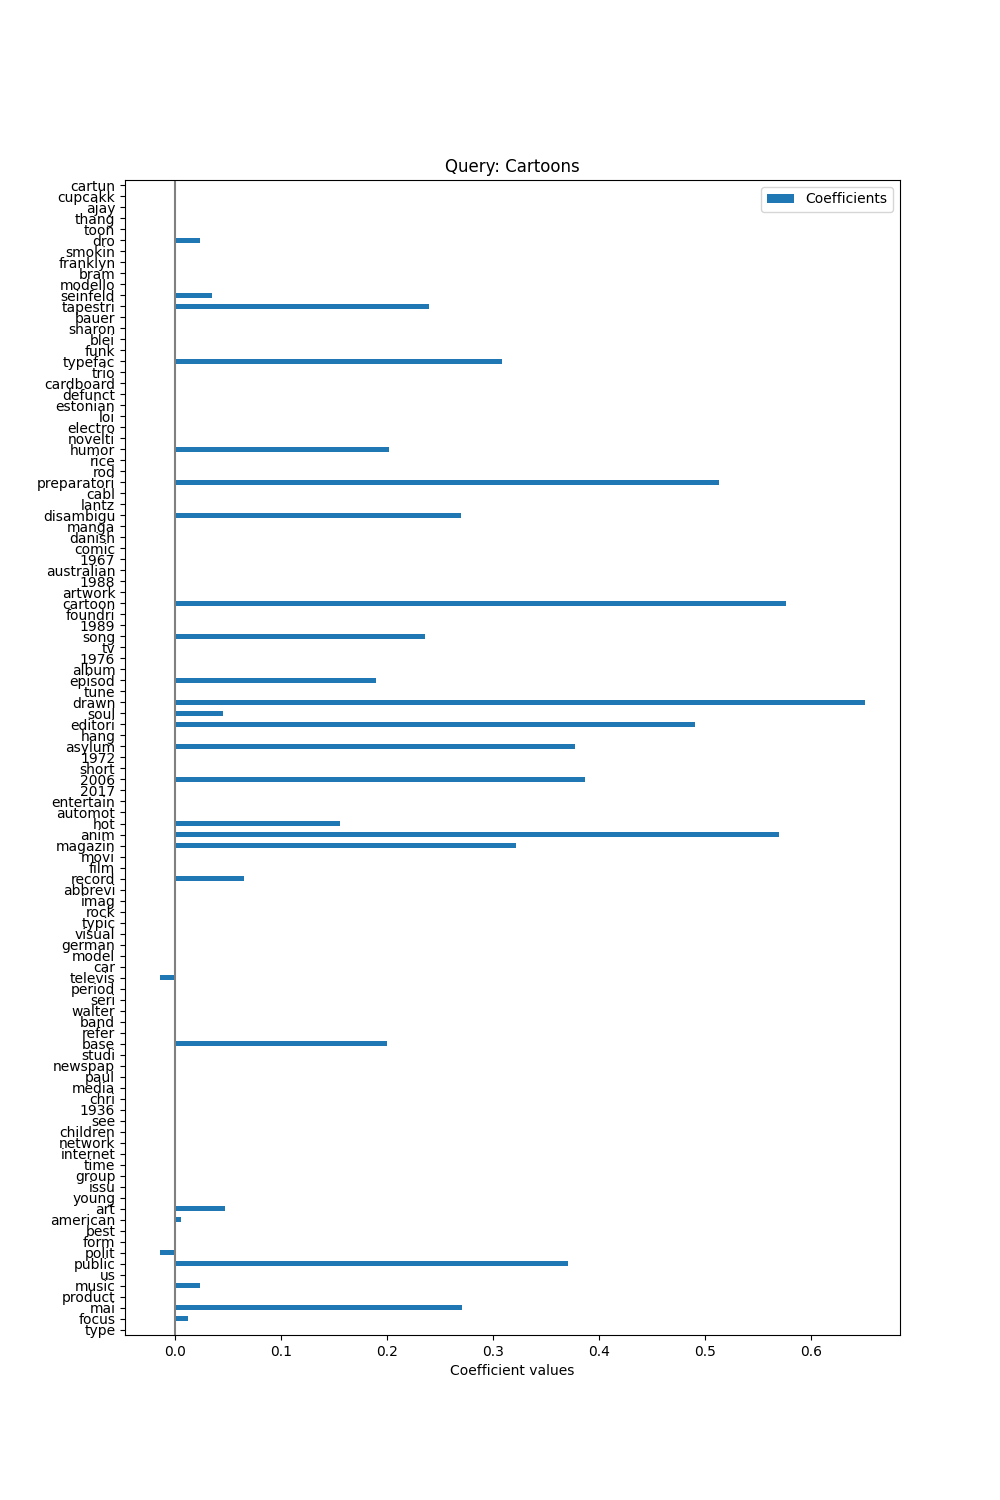 Query: Cartoons
Coefficients
cartun
cupcakk
ajay
thang
toon
dro
smokin
franklyn
bram
modello
seinfeld
tapestri
bauer
sharon
blei
funk
typefac
trio
cardboard
defunct
estonian
loi
electro
novelti
humor
rice
rod
preparatori
cabl
lantz
disambigu
manga
danish
comic
1967
australian
1988
artwork
cartoon
foundri
1989
song
tv
1976
album
episod
tune
drawn
soul
editori
hang
asylum
1972
short
2006
2017
entertain
automot
hot
anim
magazin
movi
film
record
abbrevi
imag
rock
typic
visual
german
model
car
televis
period
seri
walter
band
refer
base
studi
newspap
paul
media
chri
1936
see
children
network
internet
time
group
issu
young
art
american
best
form
polit
public
us
music
product
mai
focus
type
0.0 0.1 0.2 0.3 0.4 0.5 0.6
Coefficient values